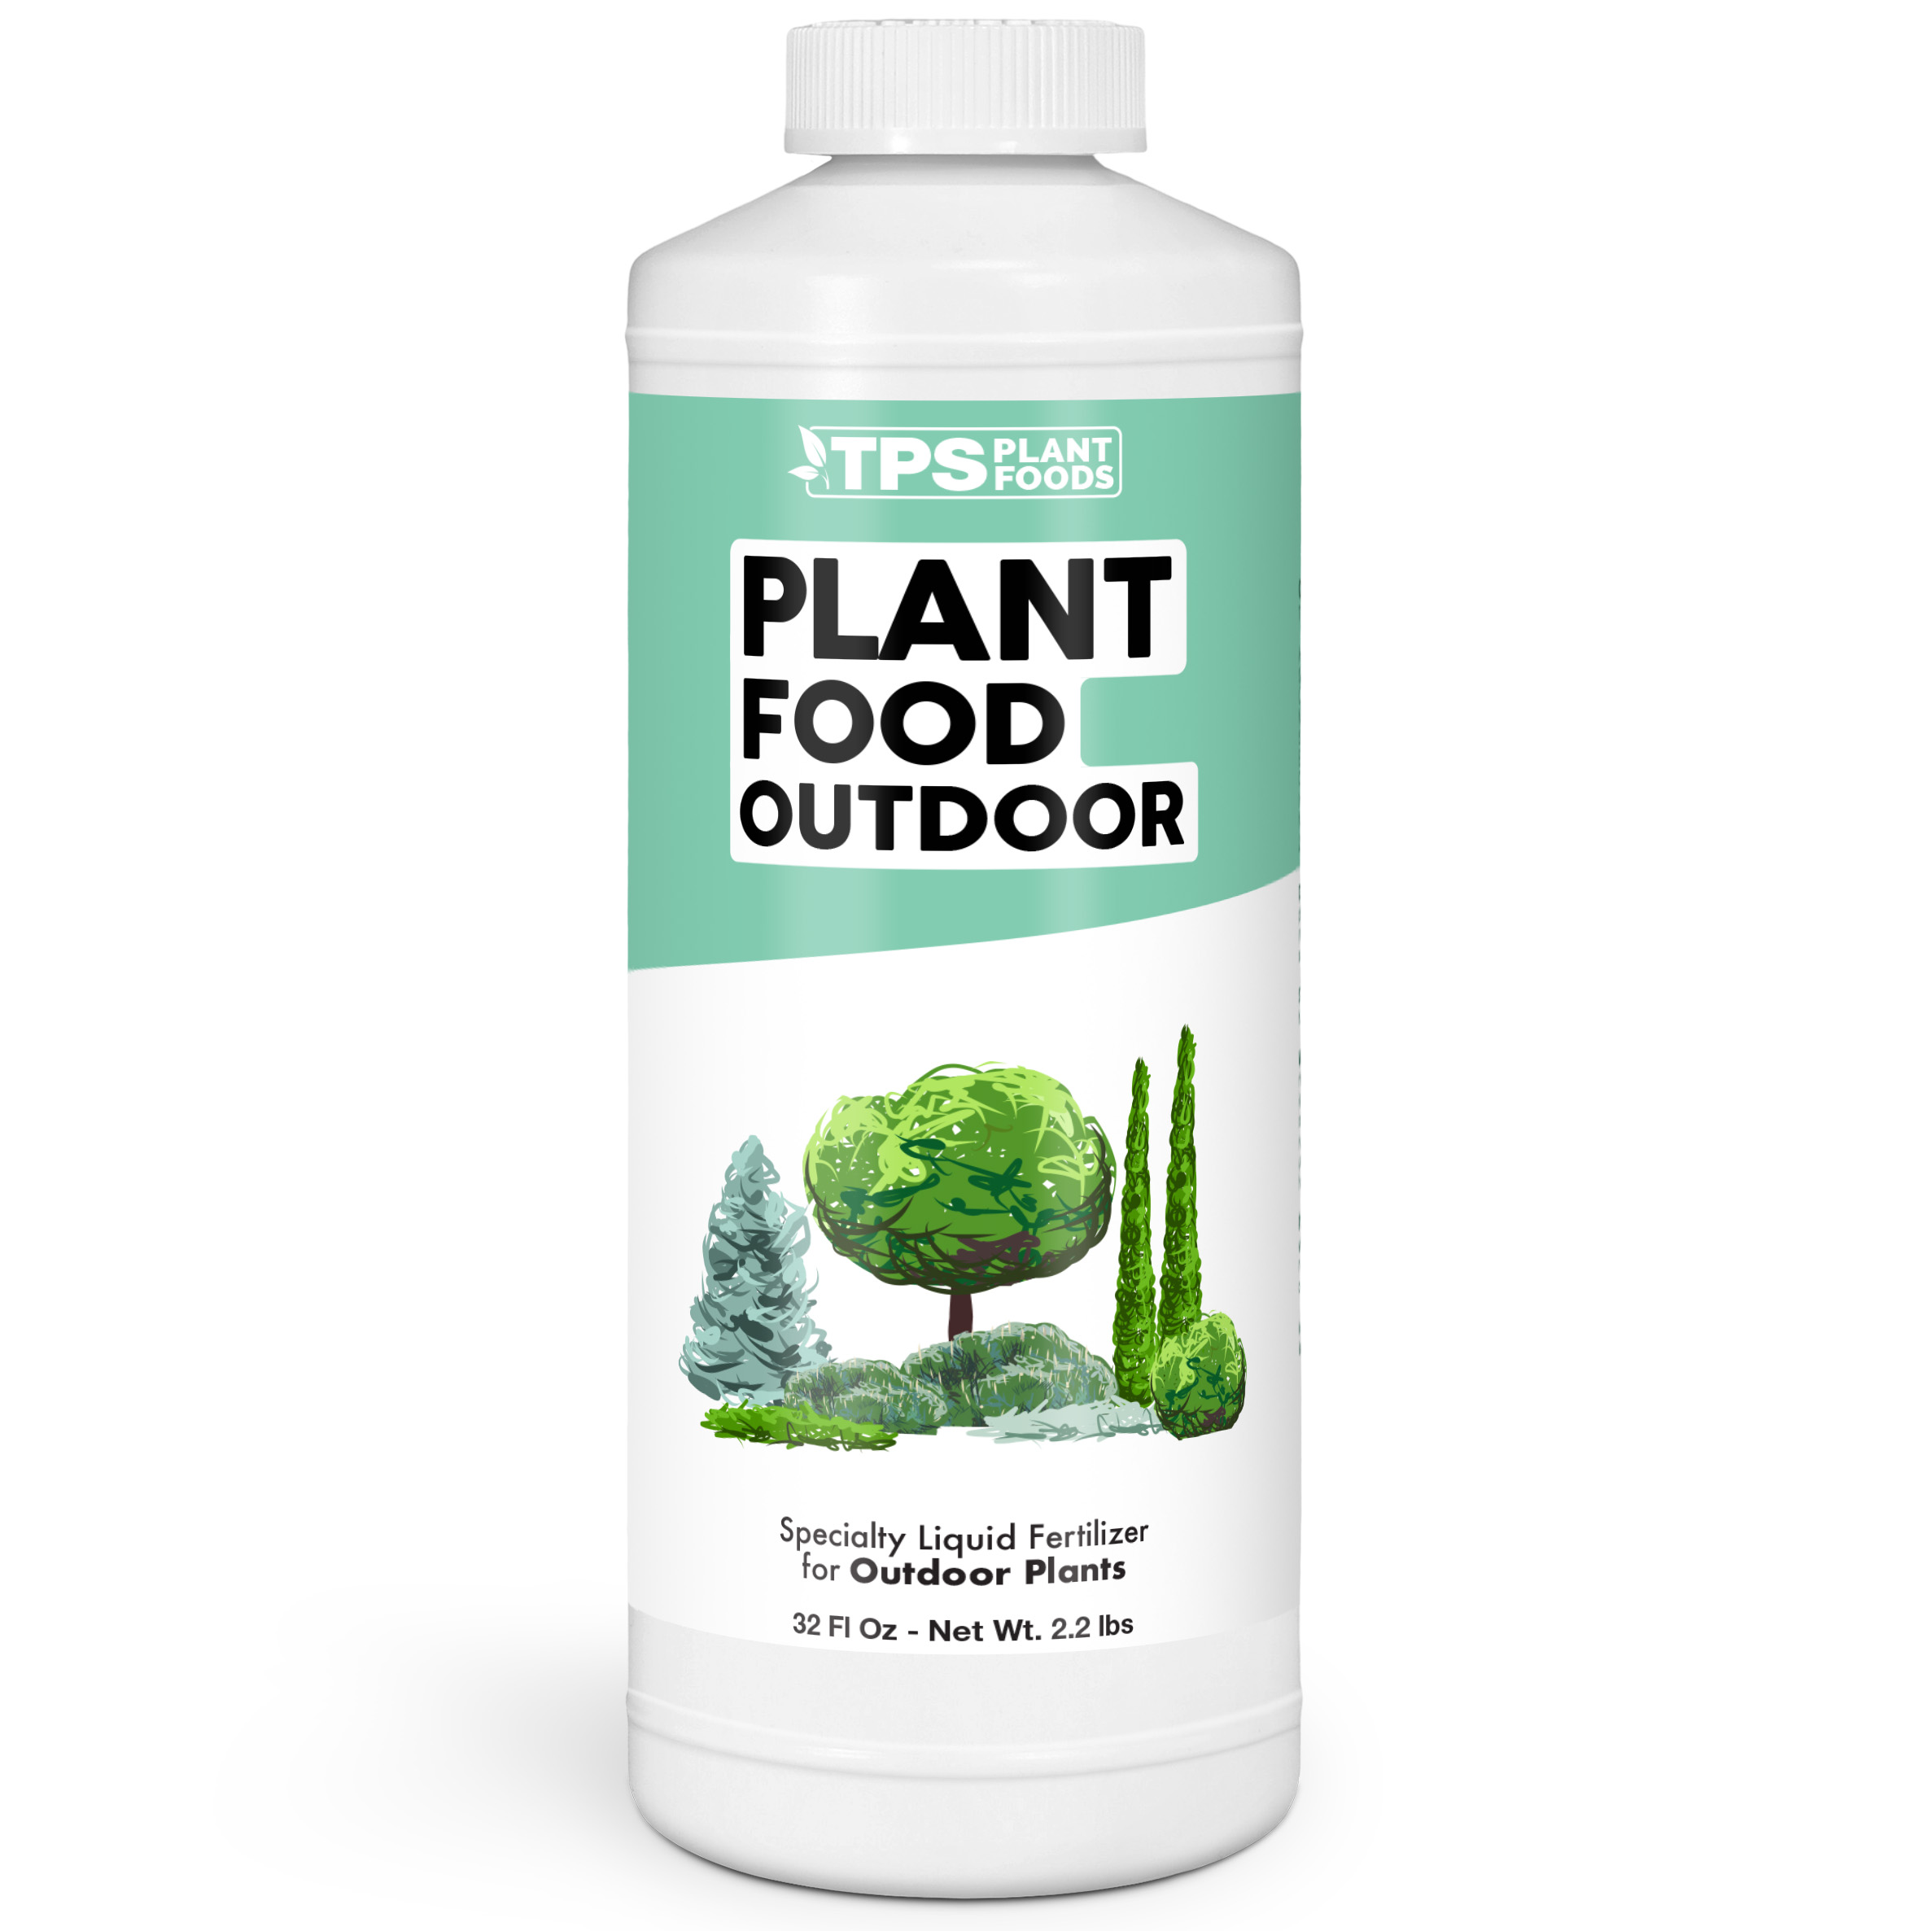 TPS PLANT FOODS
PLANT
FOOD
OUTDOOR
Specialty Liquid Fertilizer
for Outdoor Plants
32 Fl Oz - Net Wt. 2.2 lbs